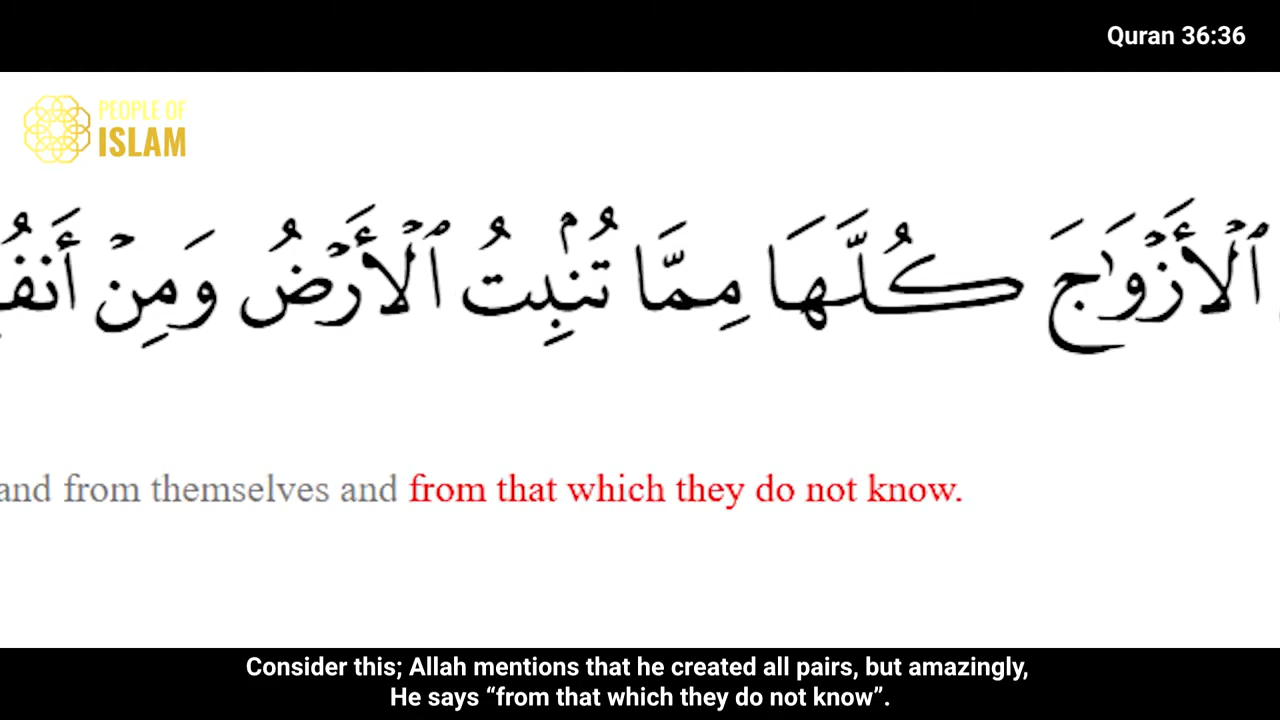 Quran 36:36
PEOPLE OF
ISLAM
ٱلْأَزْوَٰجَ كُلَّهَا مِمَّا تُنۢبِتُ ٱلْأَرْضُ وَمِنْ
and from themselves and from that which they do not know.
Consider this; Allah mentions that he created all pairs, but amazingly,
He says “from that which they do not know”.